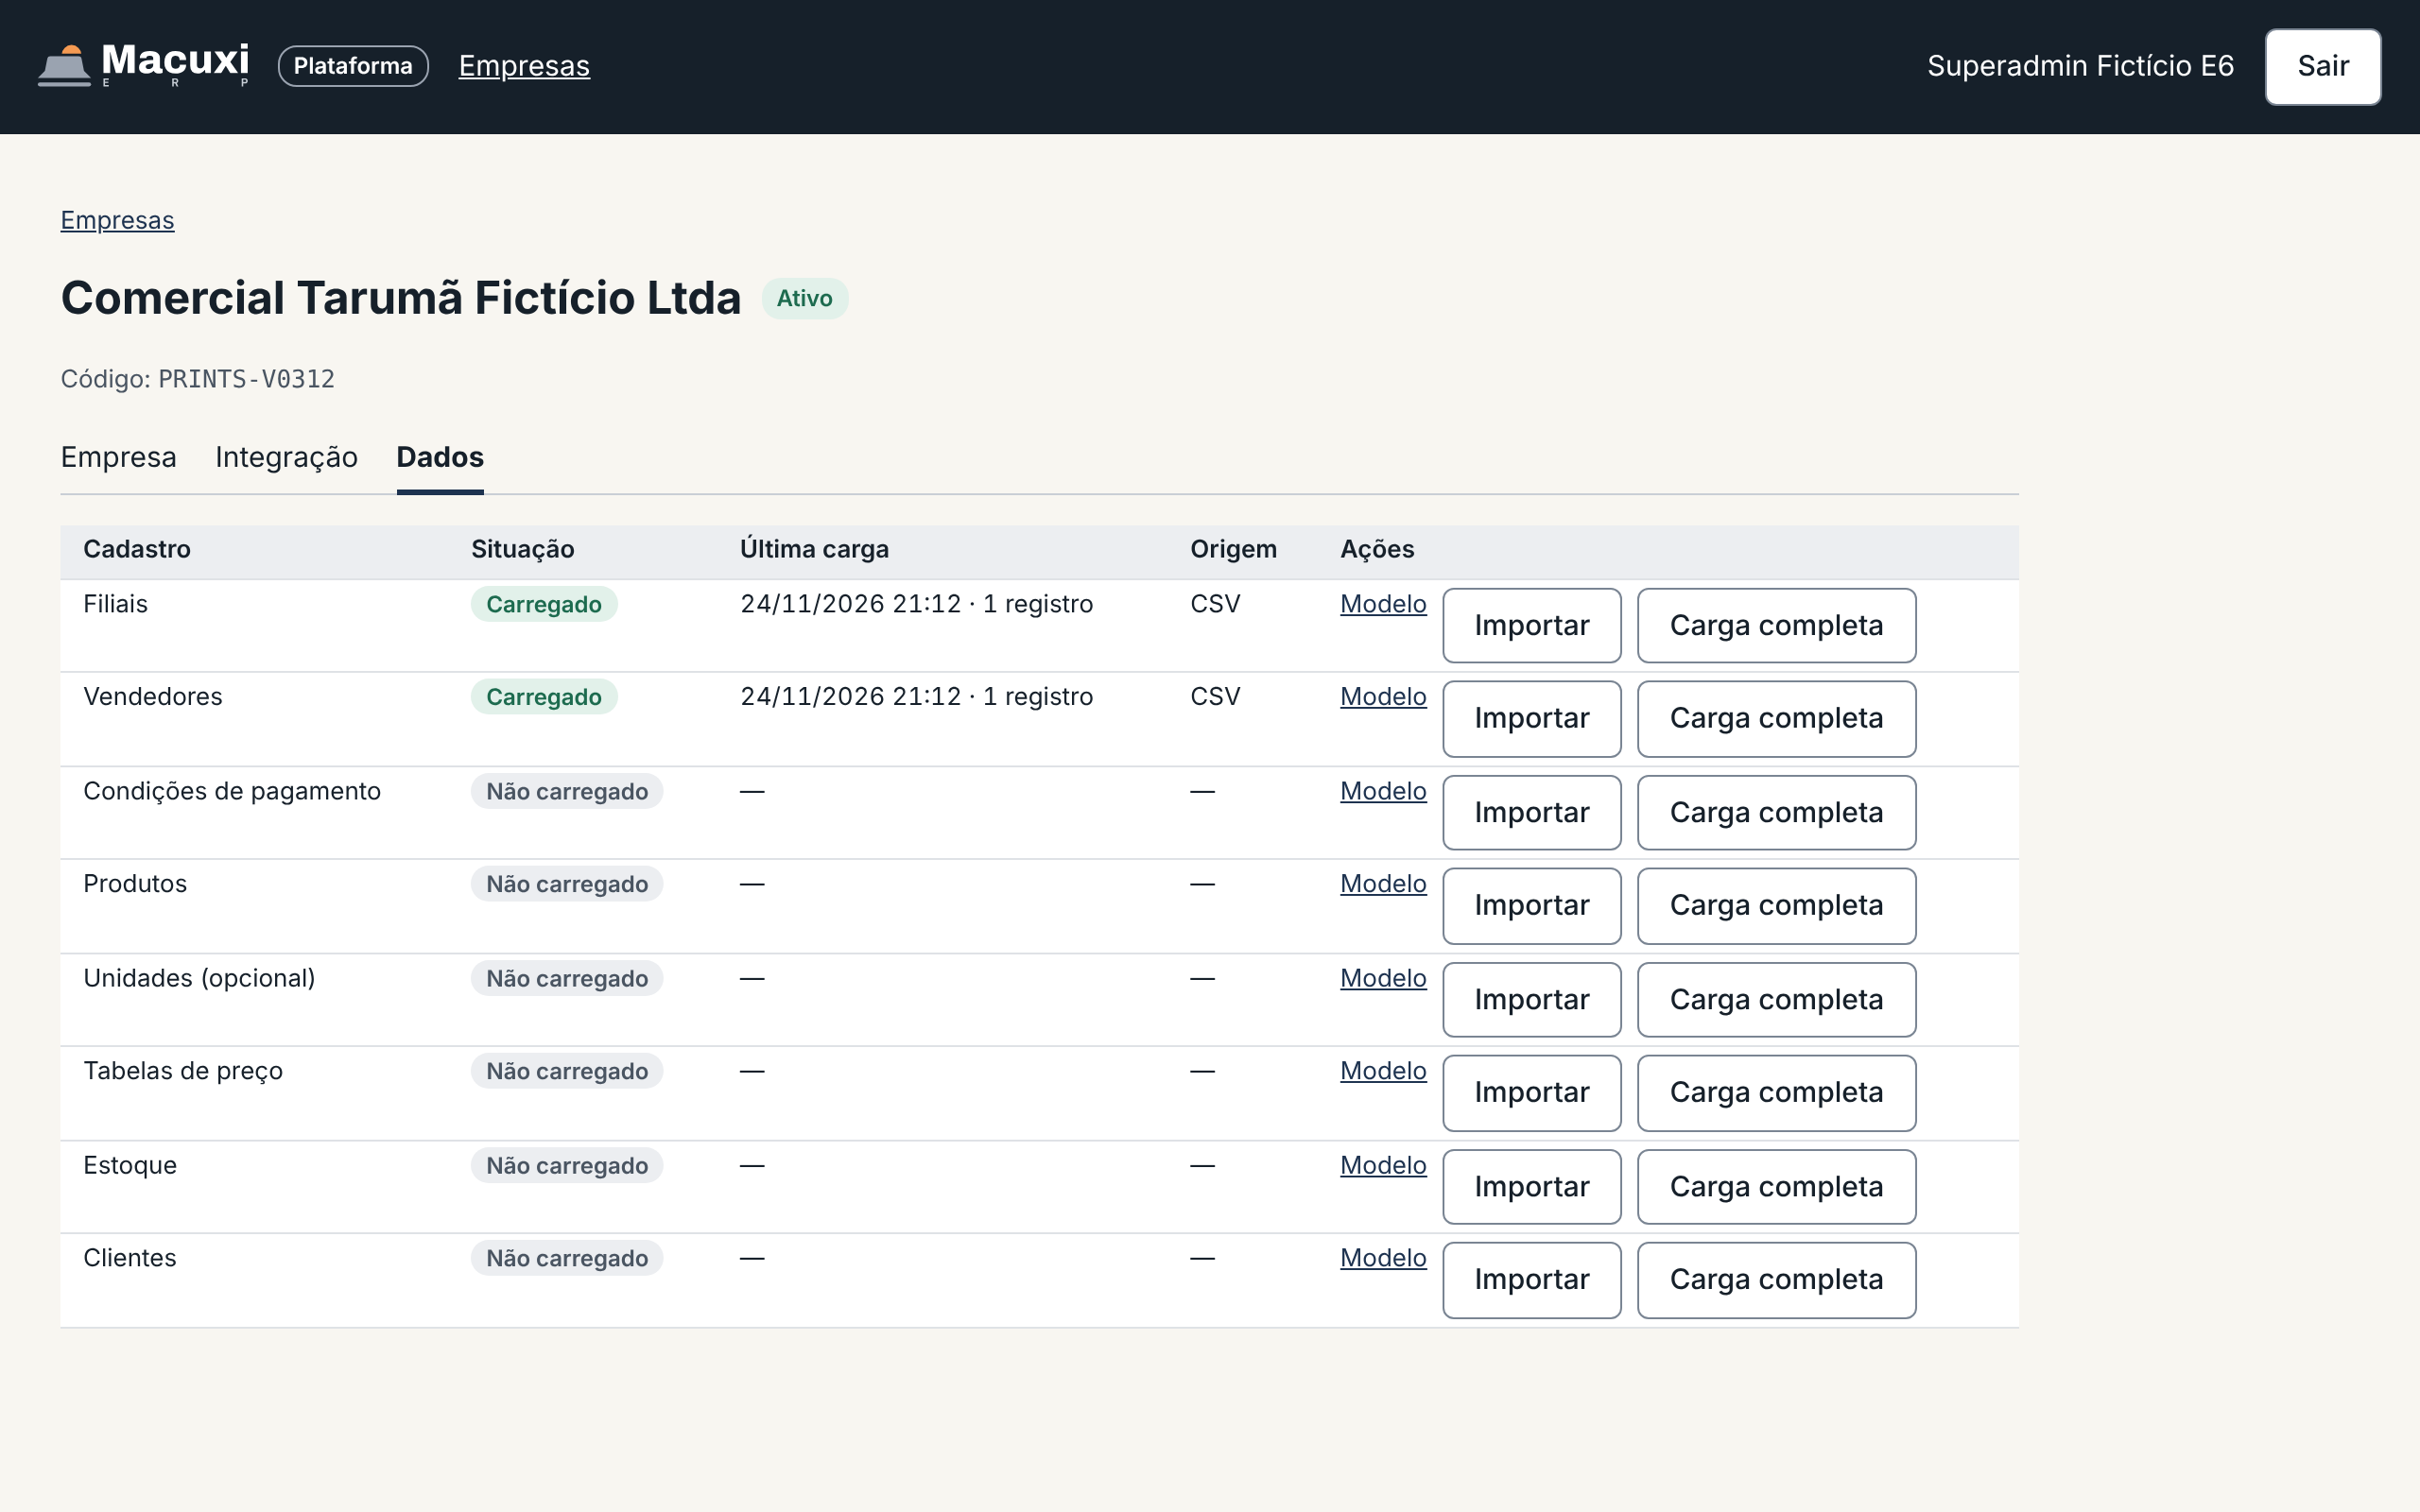 Macuxi
E R P
Plataforma
Empresas
Superadmin Fictício E6
Sair
Empresas
Comercial Tarumã Fictício Ltda
Ativo
Código: PRINTS-V0312
Empresa Integração Dados
Cadastro Situação Última carga Origem Ações
Filiais Carregado 24/11/2026 21:12 · 1 registro CSV Modelo Importar Carga completa
Vendedores Carregado 24/11/2026 21:12 · 1 registro CSV Modelo Importar Carga completa
Condições de pagamento Não carregado — — Modelo Importar Carga completa
Produtos Não carregado — — Modelo Importar Carga completa
Unidades (opcional) Não carregado — — Modelo Importar Carga completa
Tabelas de preço Não carregado — — Modelo Importar Carga completa
Estoque Não carregado — — Modelo Importar Carga completa
Clientes Não carregado — — Modelo Importar Carga completa